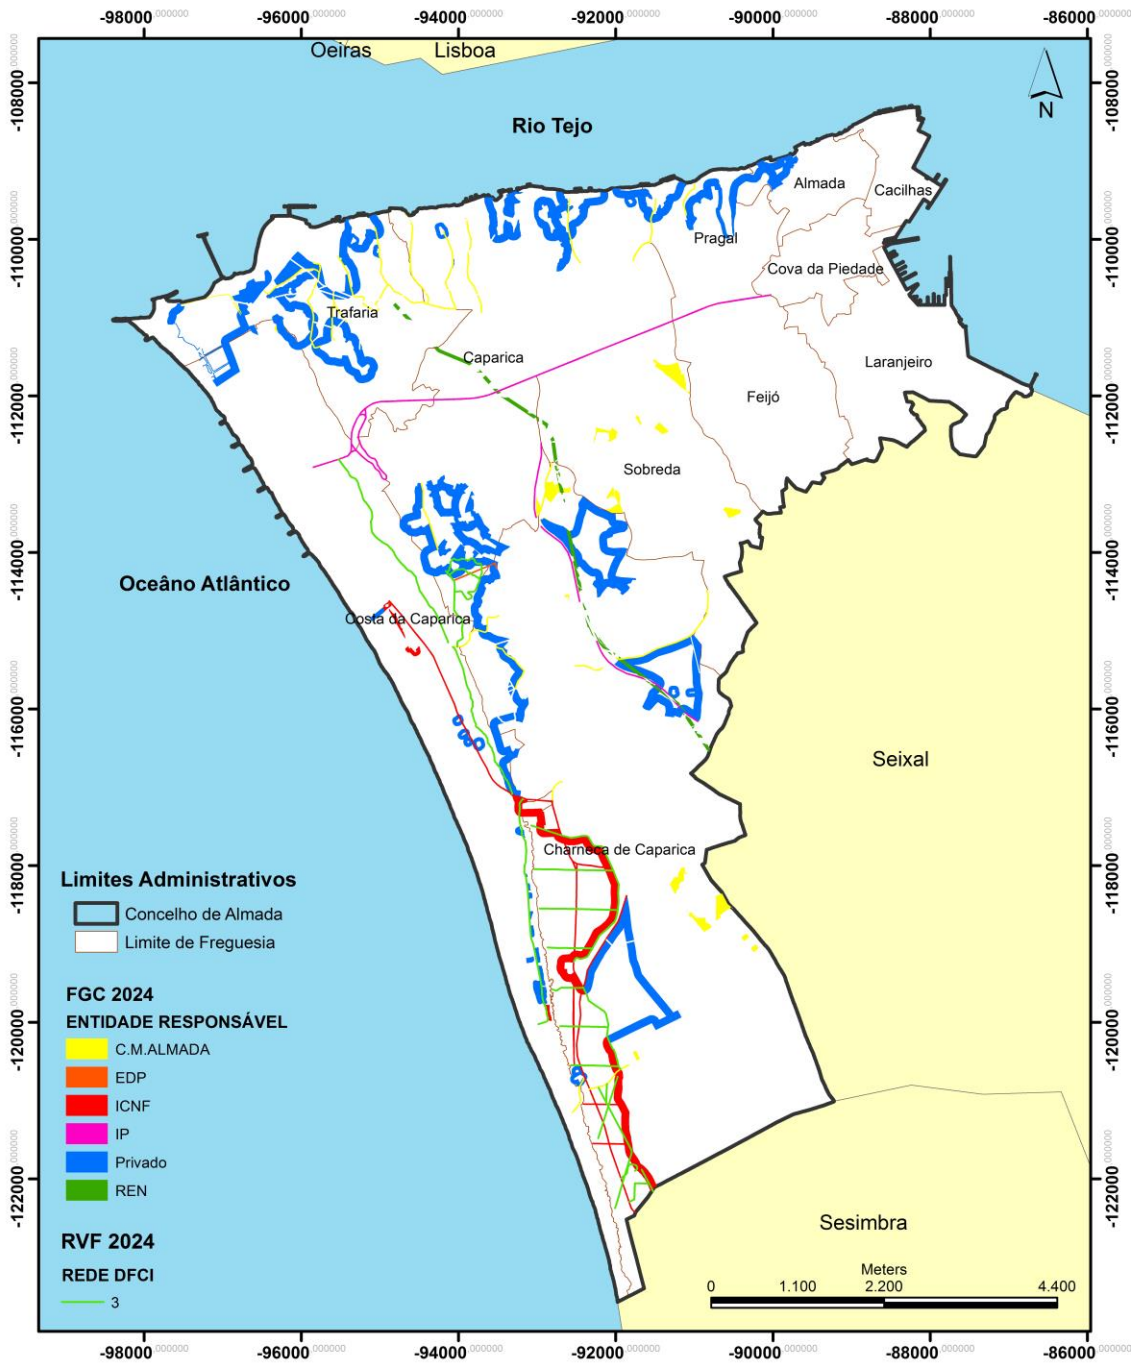 -98000,000000 -96000,000000 -94000,000000 -92000,000000 -90000,000000 -88000,000000 -86000,000000
Oeiras
Lisboa
N
Rio Tejo
Almada
Cacilhas
Pragal
Cova da Piedade
Trafaria
Caparica
Laranjeiro
Feijó
Sobreda
Oceâno Atlântico
Costa da Caparica
Seixal
Charneca de Caparica
Sesimbra
Limites Administrativos
Concelho de Almada
Limite de Freguesia
FGC 2024
ENTIDADE RESPONSÁVEL
C.M.ALMADA
EDP
ICNF
IP
Privado
REN
RVF 2024
REDE DFCI
3
Meters
0 1.100 2.200 4.400
-108000,000000
-110000,000000
-112000,000000
-114000,000000
-116000,000000
-118000,000000
-120000,000000
-122000,000000
-108000,000000
-110000,000000
-112000,000000
-114000,000000
-116000,000000
-118000,000000
-120000,000000
-122000,000000
-98000,000000 -96000,000000 -94000,000000 -92000,000000 -90000,000000 -88000,000000 -86000,000000